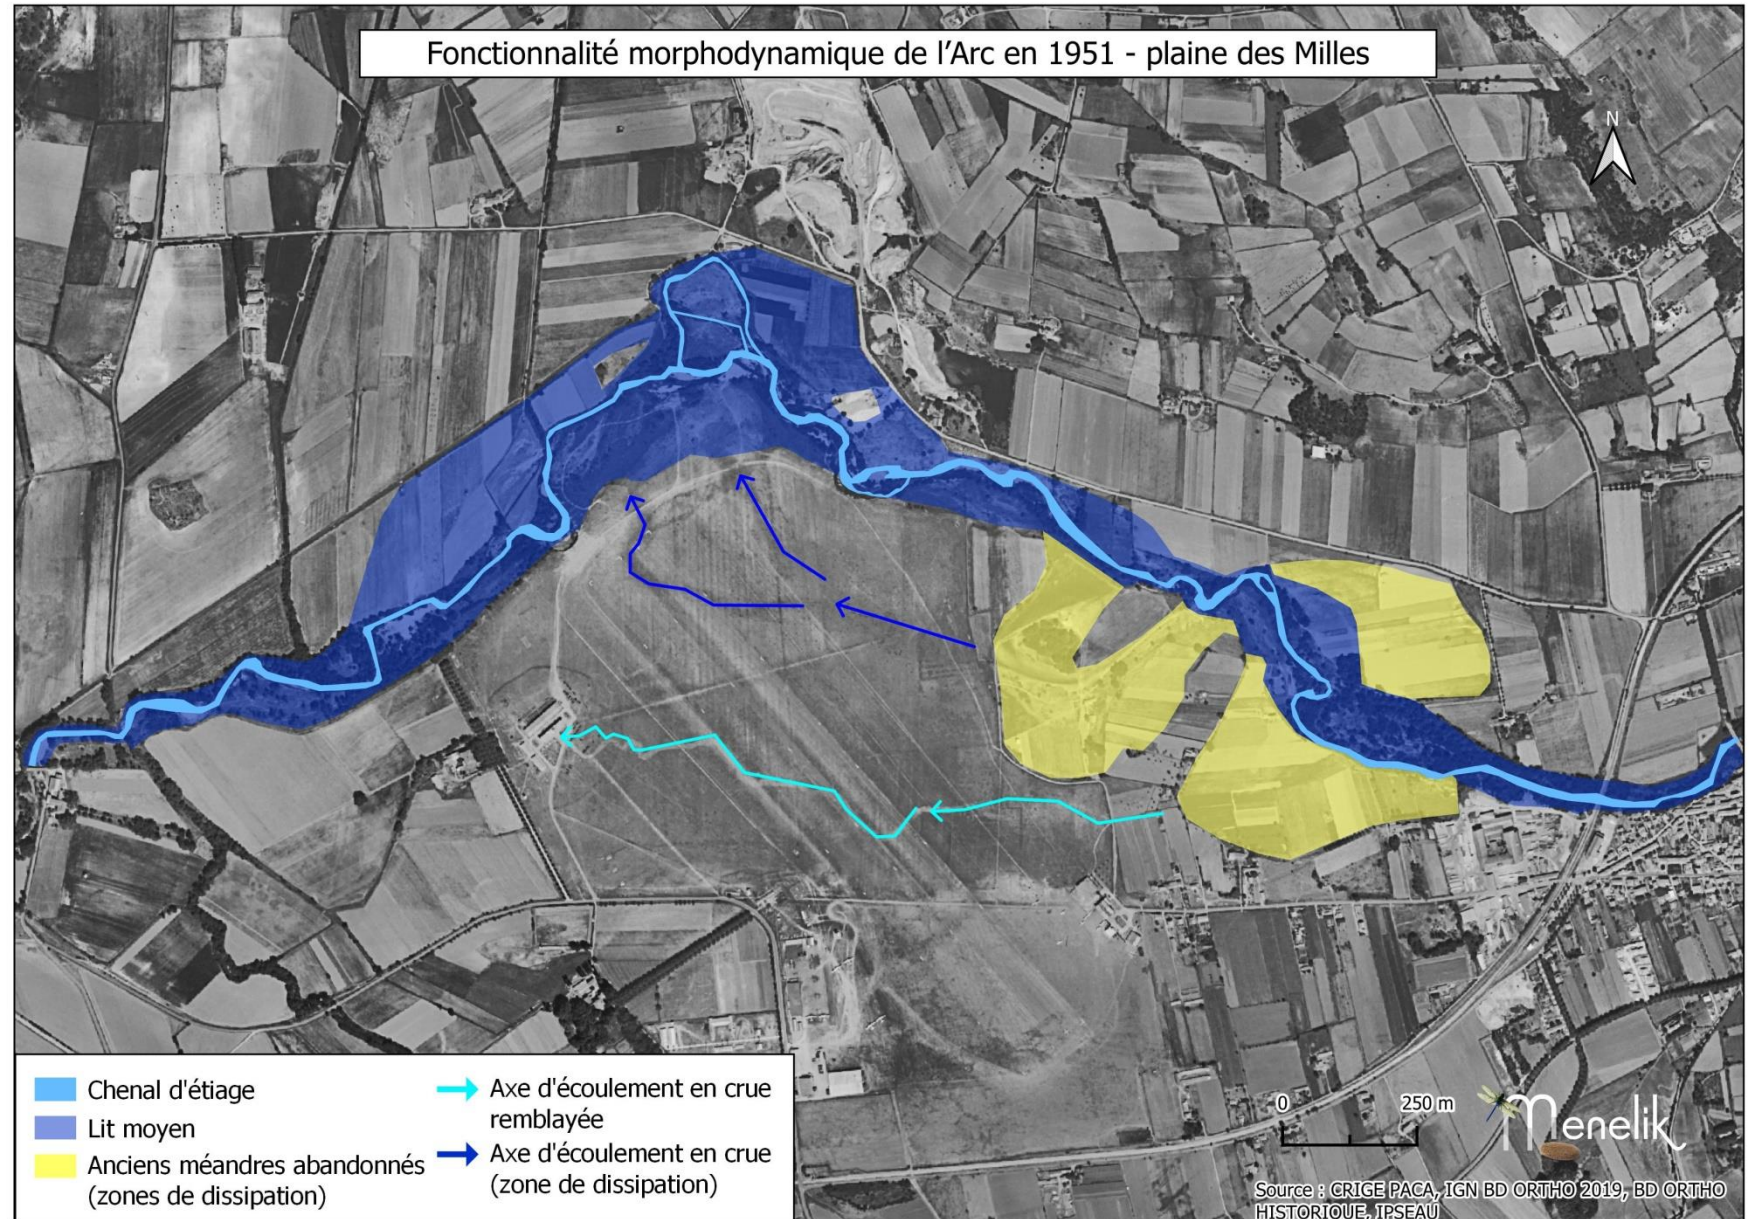 Fonctionnalité morphodynamique de l'Arc en 1951 - plaine des Milles
N
Chenal d'étiage
Lit moyen
Anciens méandres abandonnés
(zones de dissipation)
Axe d'écoulement en crue
remblayée
Axe d'écoulement en crue
(zone de dissipation)
0 250 m
Menelik
Source : CRIGE PACA, IGN BD ORTHO 2019, BD ORTHO
HISTORIQUE, IPSEAU